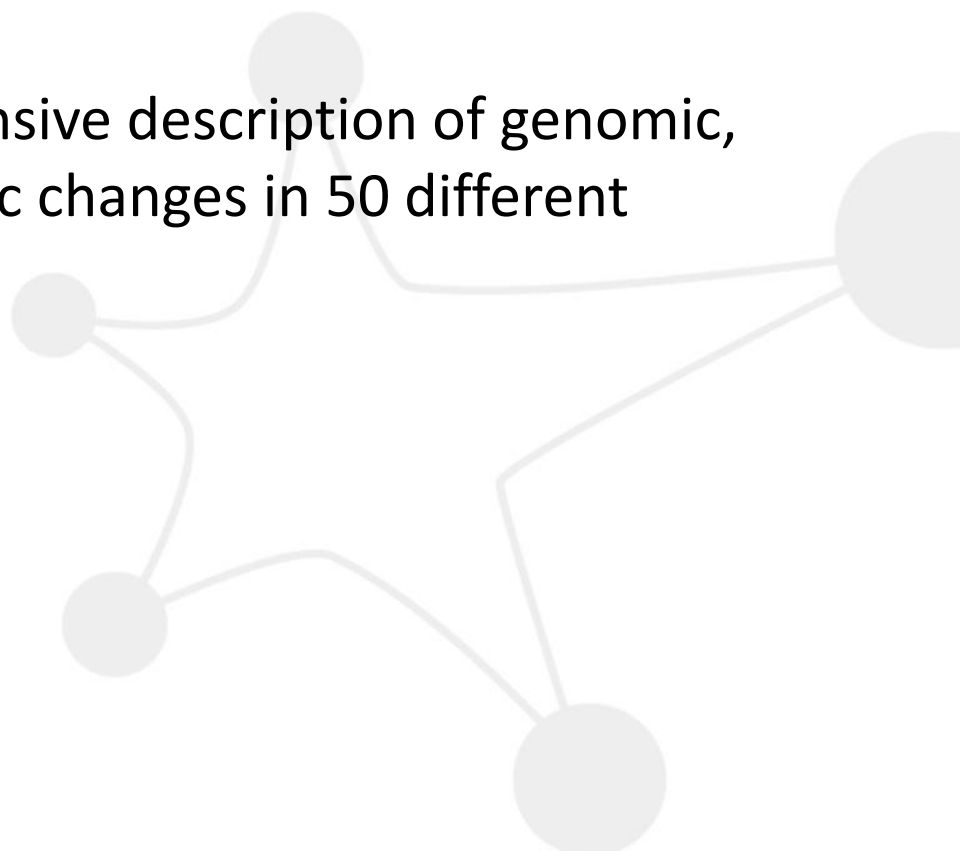 nsive description of genomic,
c changes in 50 different